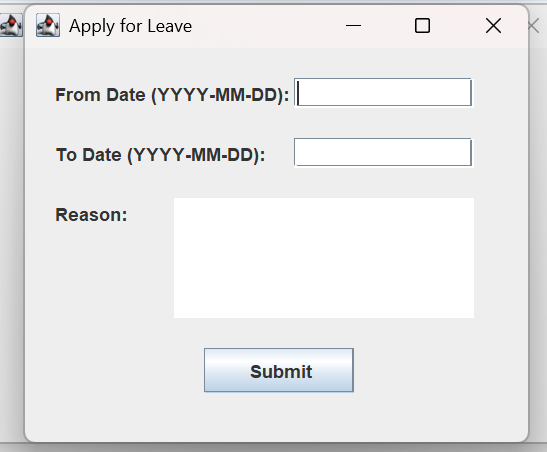 Apply for Leave
From Date (YYYY-MM-DD):
To Date (YYYY-MM-DD):
Reason:
Submit